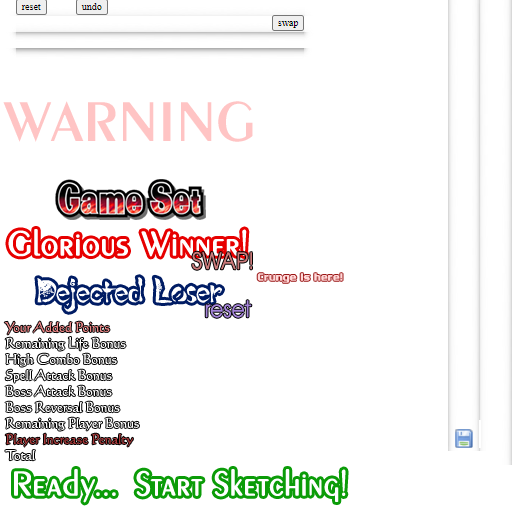 reset undo
swap
WARNING
Game Set
Glorious Winner!
SWAP!
Crunge is here!
Dejected Loser
reset
Your Added Points
Remaining Life Bonus
High Combo Bonus
Spell Attack Bonus
Boss Attack Bonus
Boss Reversal Bonus
Remaining Player Bonus
Player Increase Penalty
Total
Ready... Start Sketching!